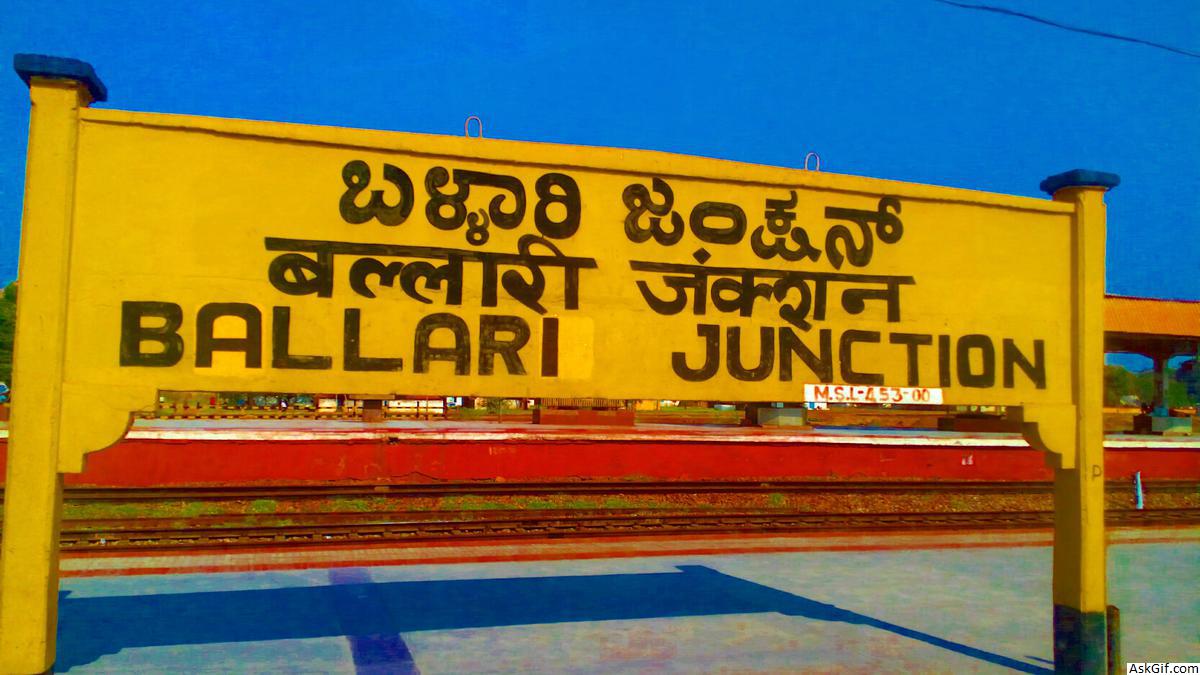 ಬಳ್ಳಾರಿ ಜಂಕ್ಷನ್
बल्लारी जंक्शन
BALLARI JUNCTION
M.S.L-453-00
AskGif.com